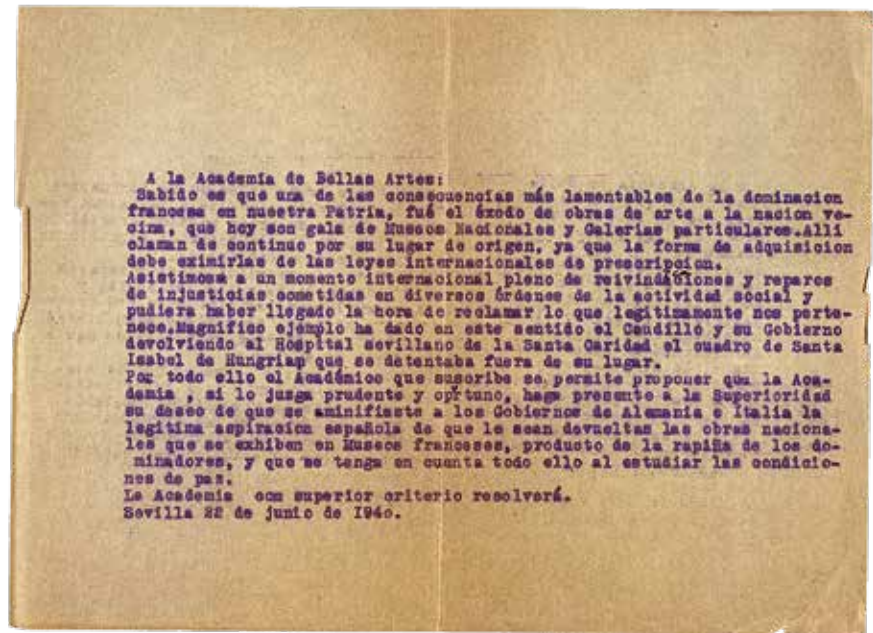 A la Academia de Bellas Artes:
Sabido es que una de las consecuencias más lamentables de la dominacion
francesa en nuestra Patria, fué el éxodo de obras de arte a la nacion ve-
cina, que hoy son gala de Museos Nacionales y Galerias particulares.Alli
claman de continuo por su lugar de origen, ya que la forma de adquisicion
debe eximirlas de las leyes internacionales de prescripcion.
Asistimosa a un momento internacional pleno de reivindaciones y reparos
de injusticias cometidas en diversos órdenes de la actividad social y
pudiera haber llegado la hora de reclamar lo que legitimamente nos perte-
nece.Magnifico ejemplo ha dado en este sentido el Caudillo y su Gobierno
devolviendo al Hospital sevillano de la Santa Caridad el cuadro de Santa
Isabel de Hungriap que se detentaba fuera de su lugar.
Por todo ello el Académico que suscribe se permite proponer que la Aca-
demia , si lo juzga prudente y oprtuno, haga presente a la Superioridad
su deseo de que se aminifiaste a los Gobiernos de Alemania e Italia la
legitima aspiracion española de que le sean devueltas las obras naciona-
les que se exhiben en Museos franceses, producto de la rapiña de los do-
minadores, y que se tenga en cuenta todo ello al estudiar las condicio-
nes de paz.
La Academia con superior criterio resolverá.
Sevilla 22 de junio de I94o.